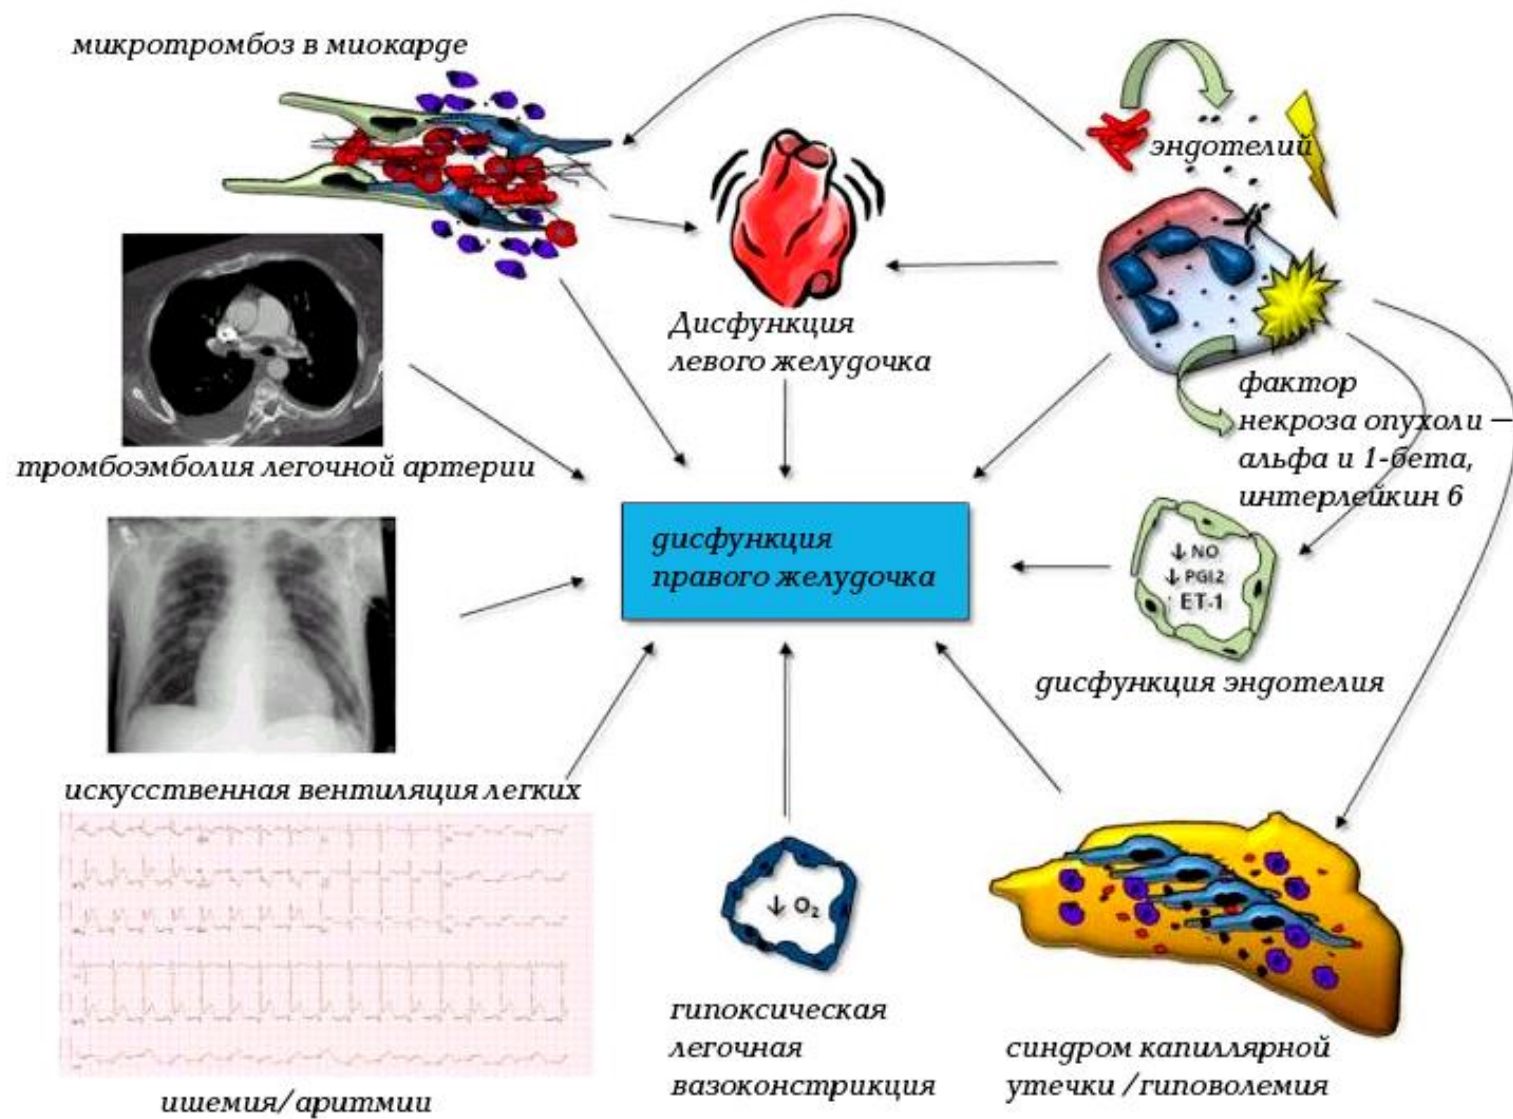 микротромбоз в миокарде
эндотелий
Дисфункция
левого желудочка
фактор
некроза опухоли —
альфа и 1-бета,
интерлейкин 6
тромбоэмболия легочной артерии
дисфункция
правого желудочка
↓ NO
↓ PGI2
ET-1
дисфункция эндотелия
искусственная вентиляция легких
↓ O₂
гипоксическая
легочная
вазоконстрикция
синдром капиллярной
утечки /гиповолемия
ишемия/аритмии